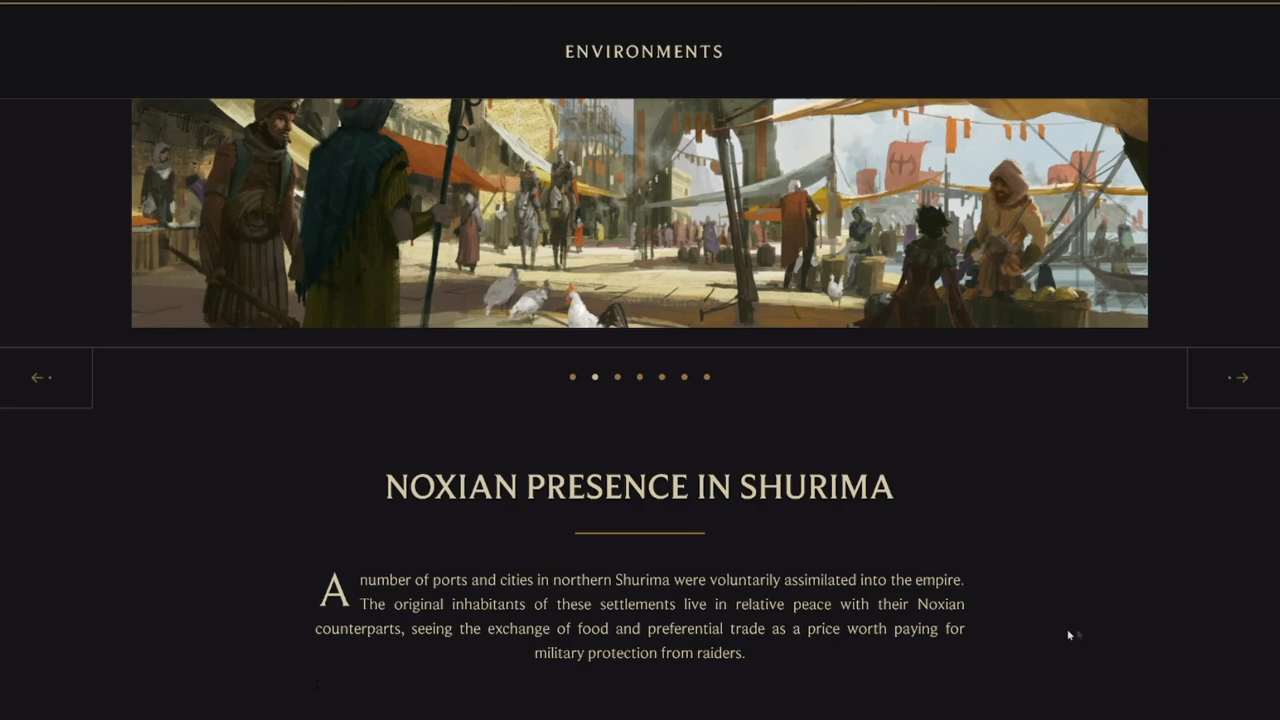 ENVIRONMENTS
NOXIAN PRESENCE IN SHURIMA
A number of ports and cities in northern Shurima were voluntarily assimilated into the empire.
The original inhabitants of these settlements live in relative peace with their Noxian
counterparts, seeing the exchange of food and preferential trade as a price worth paying for
military protection from raiders.